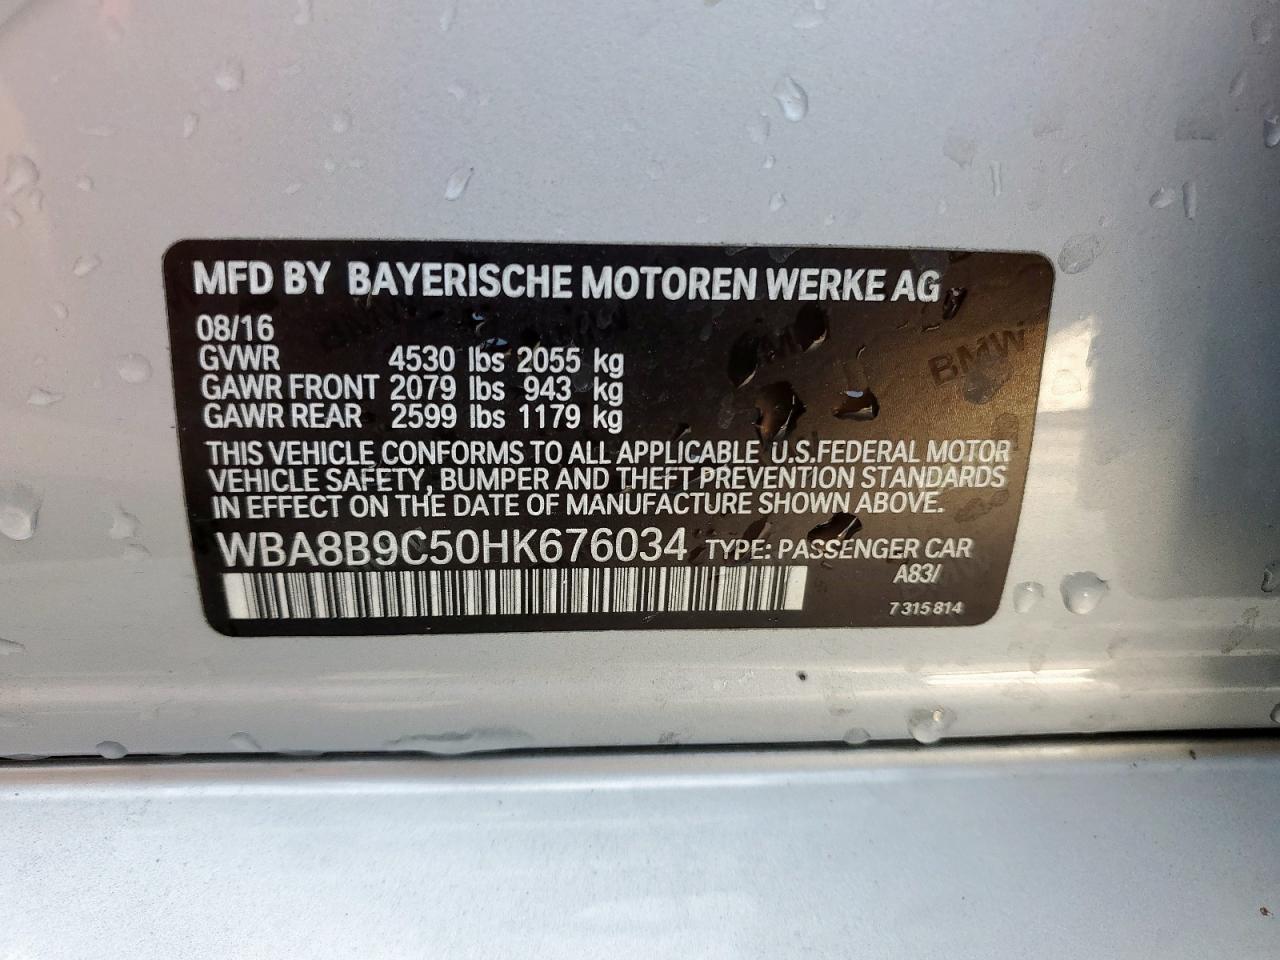 MFD BY BAYERISCHE MOTOREN WERKE AG
08/16
GVWR 4530 lbs 2055 kg
GAWR FRONT 2079 lbs 943 kg
GAWR REAR 2599 lbs 1179 kg
THIS VEHICLE CONFORMS TO ALL APPLICABLE U.S.FEDERAL MOTOR
VEHICLE SAFETY, BUMPER AND THEFT PREVENTION STANDARDS
IN EFFECT ON THE DATE OF MANUFACTURE SHOWN ABOVE.
WBA8B9C50HK676034 TYPE: PASSENGER CAR
A83/
7 315 814
BMW